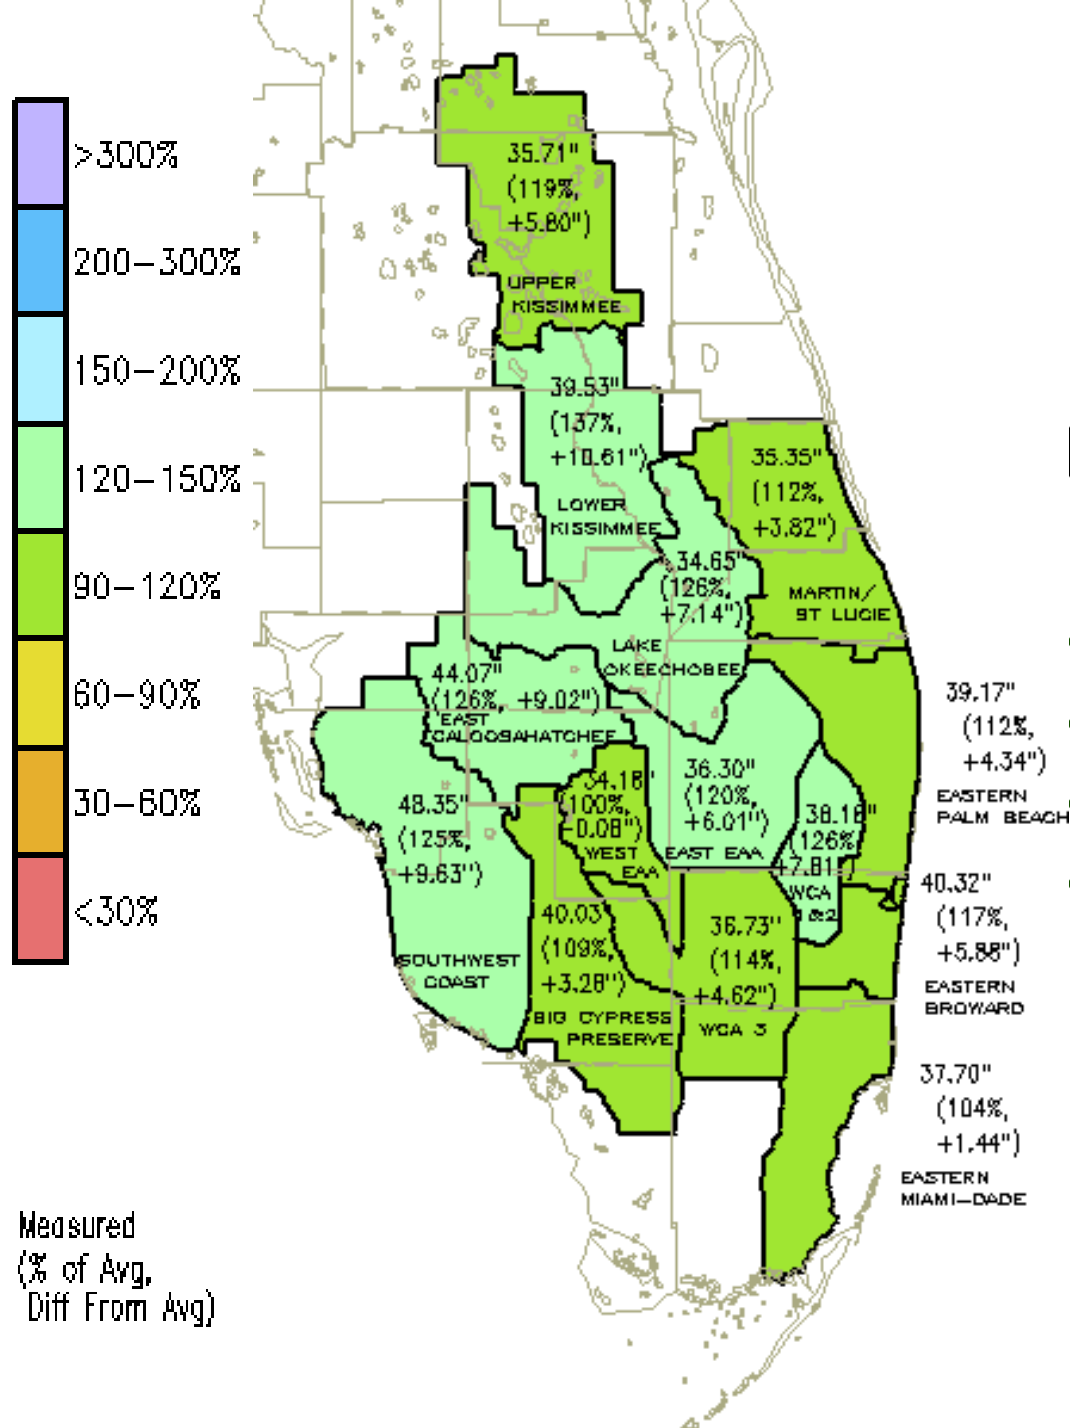 >300%
200-300%
150-200%
120-150%
90-120%
60-90%
30-60%
<30%
Measured
(% of Avg,
Diff From Avg)
35.71"
(119%,
+5.80")
UPPER
KISSIMMEE
39.53"
(137%,
+10.61")
LOWER
KISSIMMEE
35.35"
(112%,
+3.82")
MARTIN/
ST LUCIE
34.65"
(126%,
+7.14")
LAKE
OKEECHOBEE
44.07"
(126%, +9.02")
EAST
CALOOSAHATCHEE
39.17"
(112%,
+4.34")
EASTERN
PALM BEACH
48.35"
(125%,
+9.63")
SOUTHWEST
COAST
34.18"
(100%,
-0.08")
WEST
EAA
36.30"
(120%,
+6.01")
EAST EAA
38.18"
(126%
+7.81")
WCA
1&2
40.32"
(117%,
+5.88")
EASTERN
BROWARD
40.03"
(109%,
+3.28")
BIG CYPRESS
PRESERVE
36.73"
(114%,
+4.62")
WCA 3
37.70"
(104%,
+1.44")
EASTERN
MIAMI-DADE